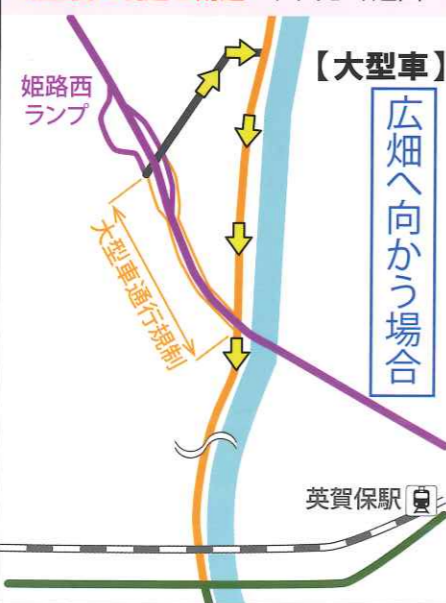 【大型車】
広畑へ向かう場合
姫路西
ランプ
大型車通行規制
英賀保駅